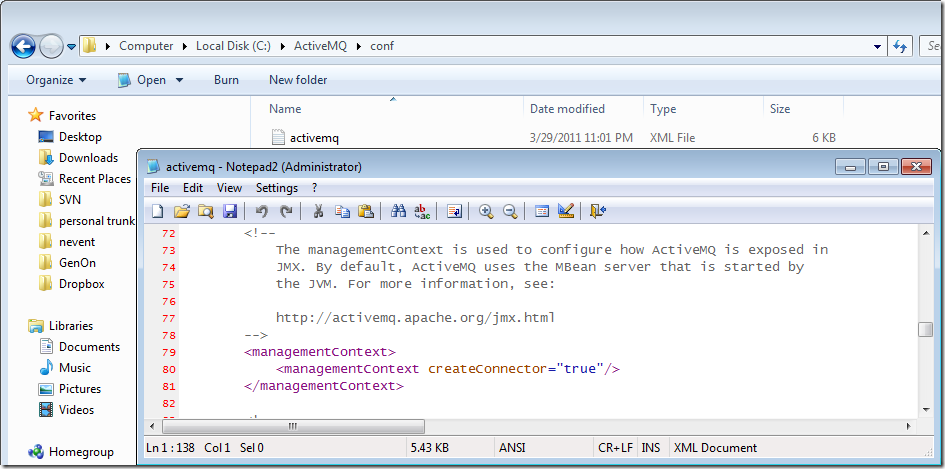 Computer
Local Disk (C:)
ActiveMQ
conf
Organize
Open
Burn
New folder
Favorites
Desktop
Downloads
Recent Places
SVN
personal trunk
nevent
GenOn
Dropbox
Libraries
Documents
Music
Pictures
Videos
Homegroup
Name Date modified Type Size
activemq 3/29/2011 11:01 PM XML File 6 KB
activemq - Notepad2 (Administrator)
File Edit View Settings ?
72 <!--
73 The managementContext is used to configure how ActiveMQ is exposed in
74 JMX. By default, ActiveMQ uses the MBean server that is started by
75 the JVM. For more information, see:
76
77 http://activemq.apache.org/jmx.html
78 -->
79 <managementContext>
80 <managementContext createConnector="true"/>
81 </managementContext>
82
Ln 1 : 138 Col 1 Sel 0 5.43 KB ANSI CR+LF INS XML Document